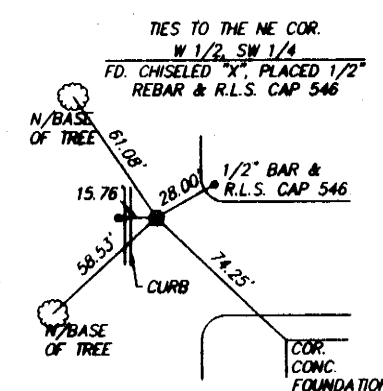 TIES TO THE NE COR.
W 1/2, SW 1/4
FD. CHISELED "X", PLACED 1/2"
REBAR & R.L.S. CAP 546
N/BASE
OF TREE
61.08'
28.00'
1/2" BAR &
R.L.S. CAP 546
15.76
58.53'
74.25'
CURB
N/BASE
OF TREE
COR.
CONC.
FOUNDATION